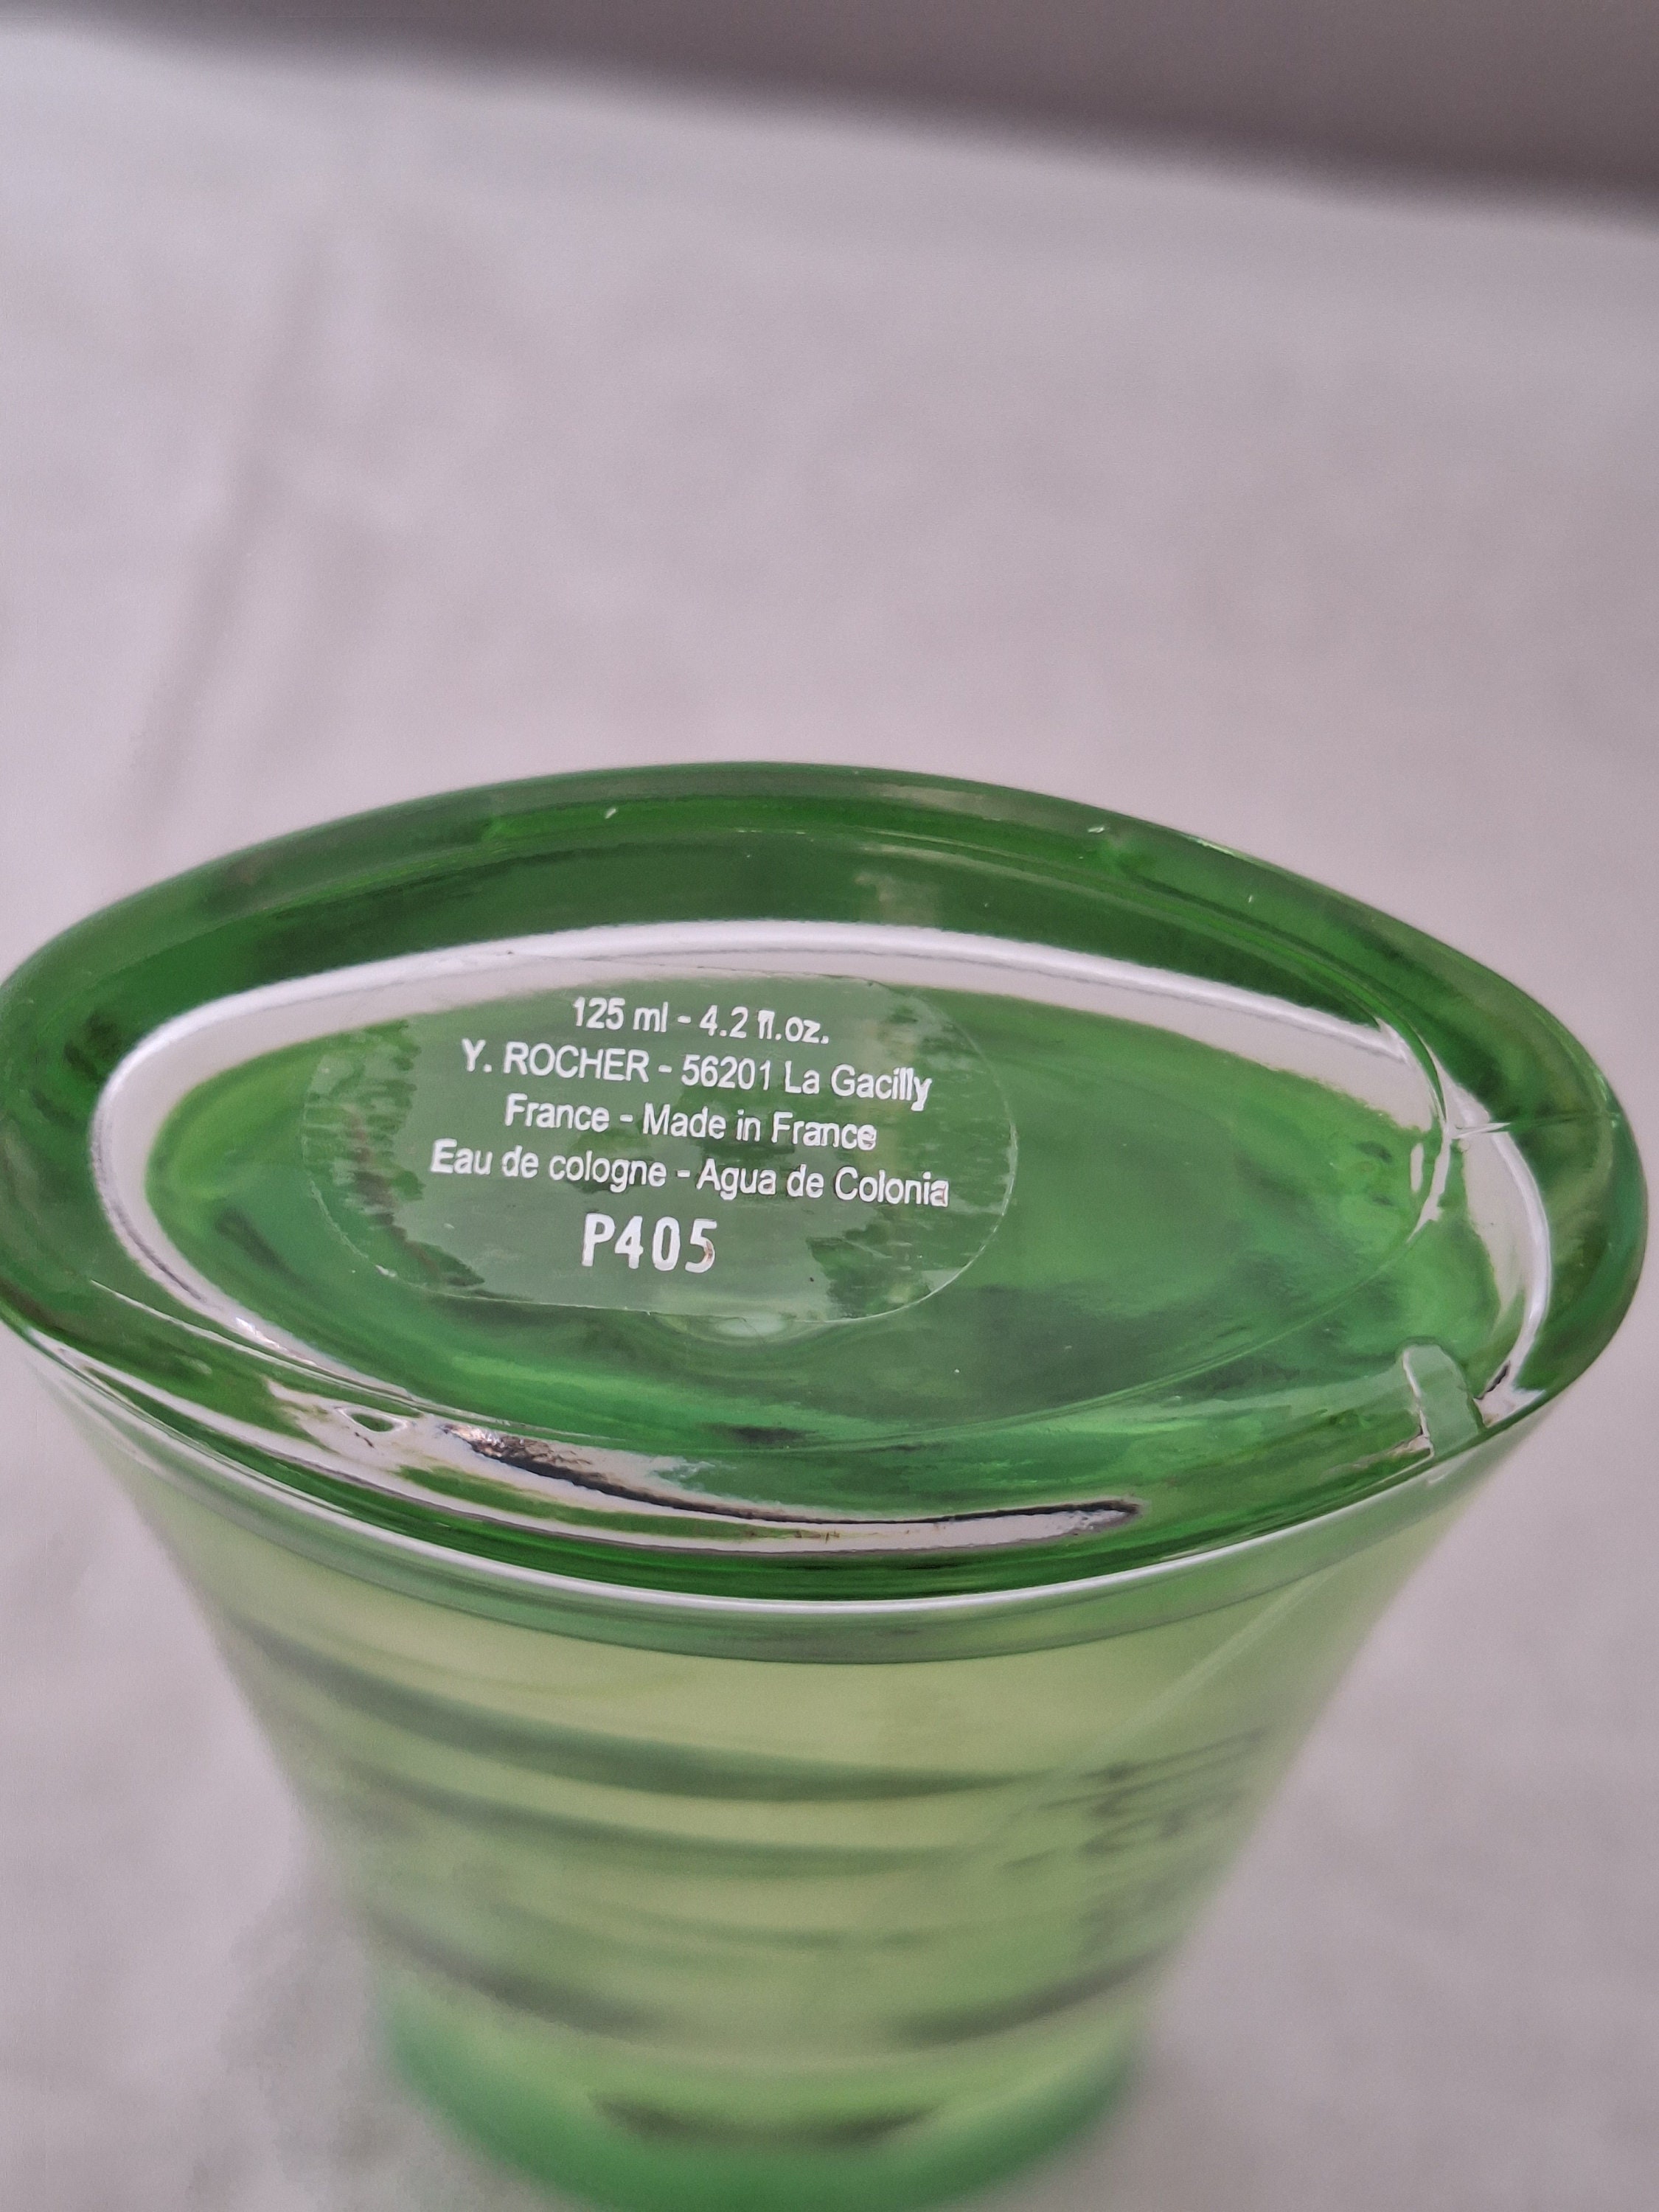 125 ml - 4.2 fl.oz.
Y. ROCHER - 56201 La Gacilly
France - Made in France
Eau de cologne - Agua de Colonia
P405